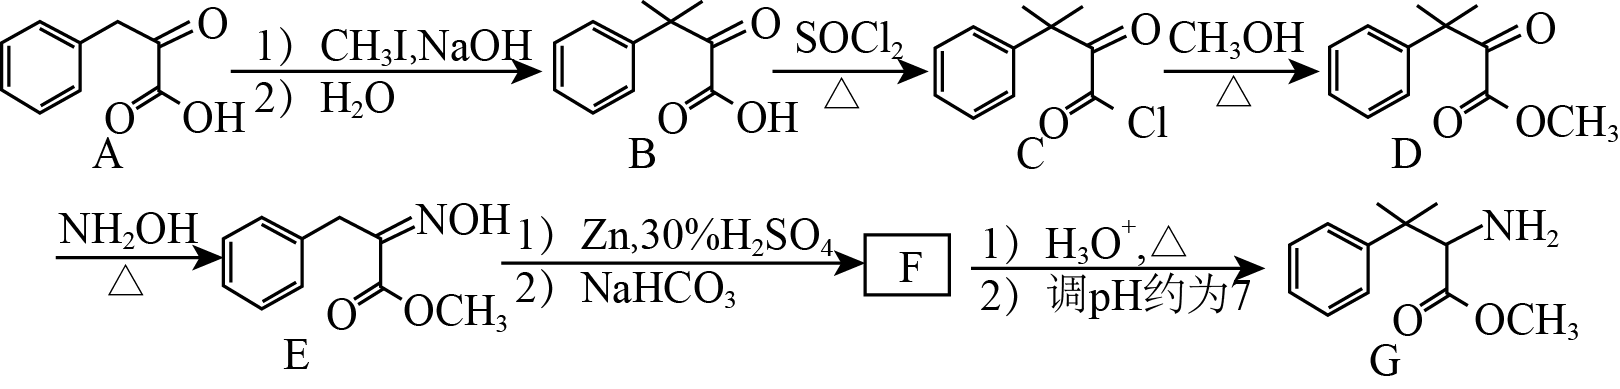 O
O
OH
A
1) CH3I,NaOH
2) H2O
O
O
OH
B
SOCl2
△
O
O
Cl
C
CH3OH
△
O
O
OCH3
D
NH2OH
△
NOH
O
OCH3
E
1) Zn,30%H2SO4
2) NaHCO3
F
1) H3O+,△
2) 调pH约为7
NH2
O
OCH3
G